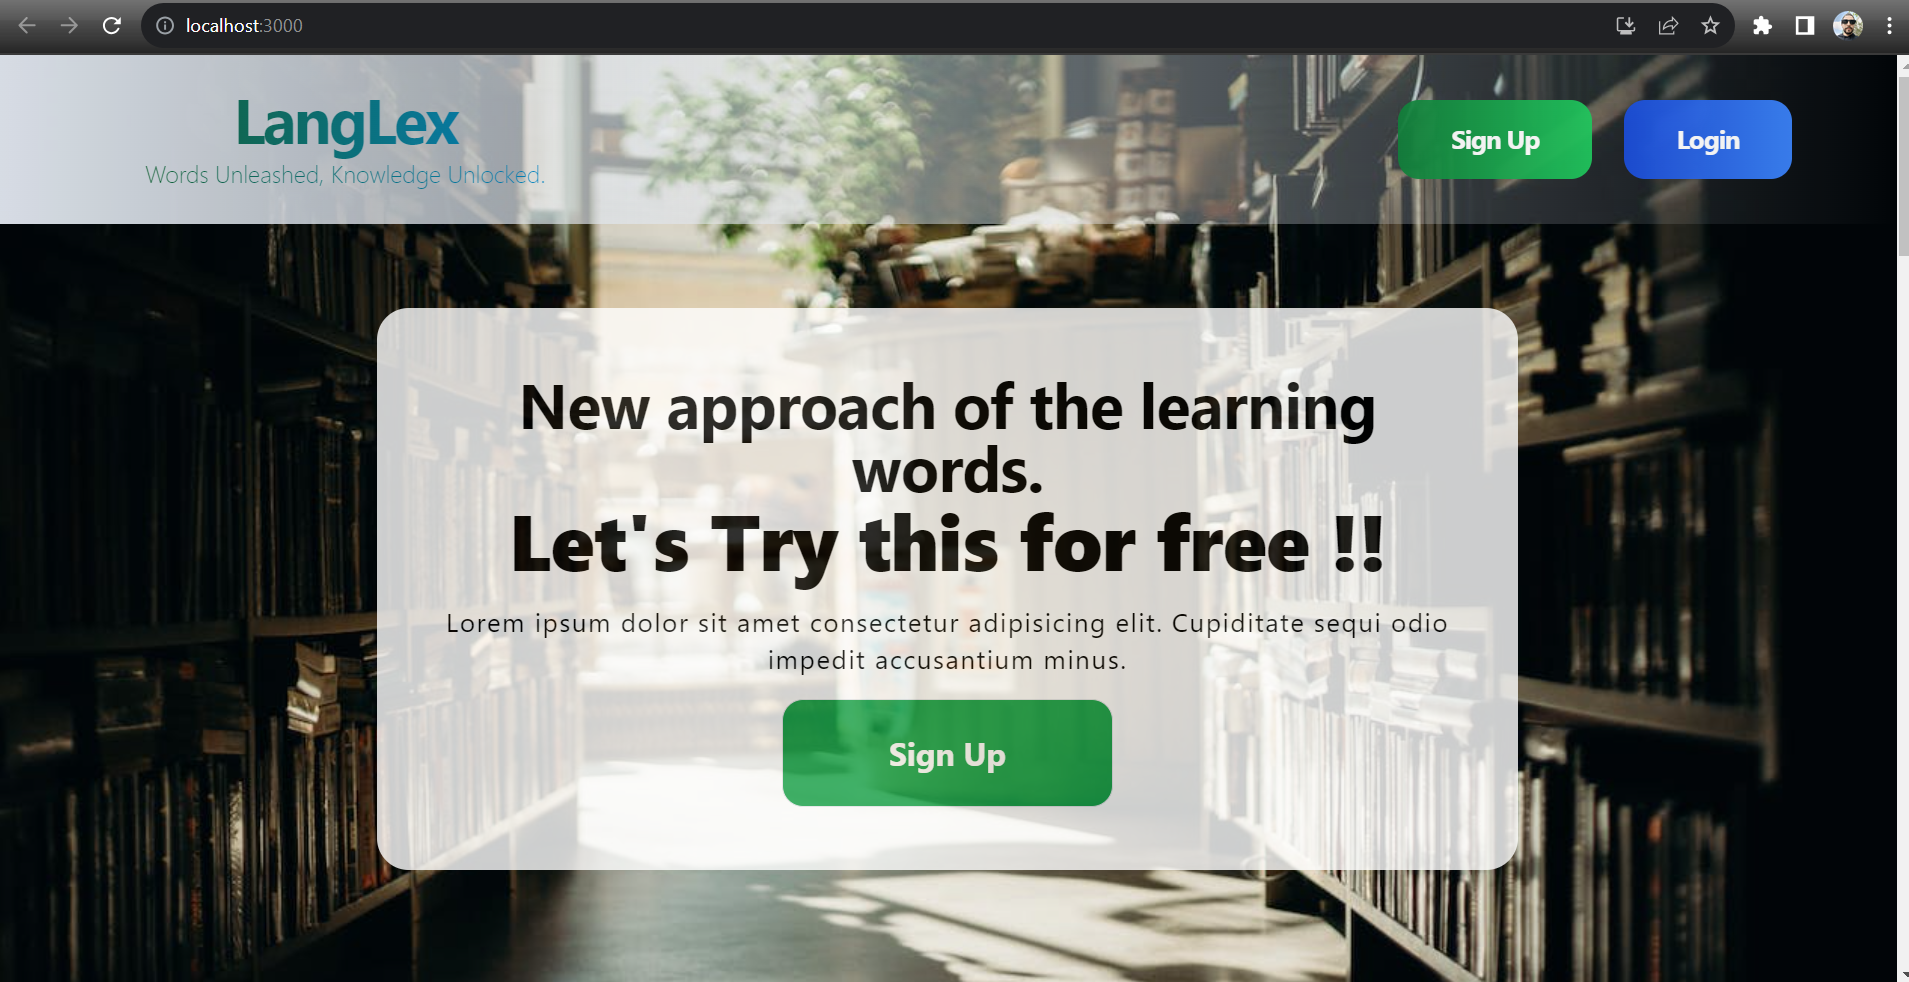 localhost:3000
LangLex
Words Unleashed, Knowledge Unlocked.
Sign Up
Login
New approach of the learning
words.
Let's Try this for free !!
Lorem ipsum dolor sit amet consectetur adipisicing elit. Cupiditate sequi odio
impedit accusantium minus.
Sign Up